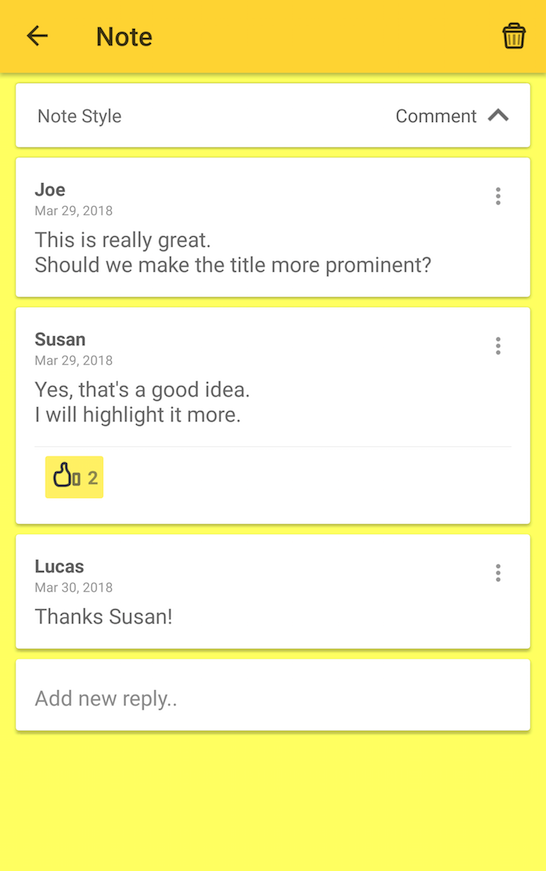 Note
Note Style Comment
Joe
Mar 29, 2018
This is really great.
Should we make the title more prominent?
Susan
Mar 29, 2018
Yes, that's a good idea.
I will highlight it more.
2
Lucas
Mar 30, 2018
Thanks Susan!
Add new reply..